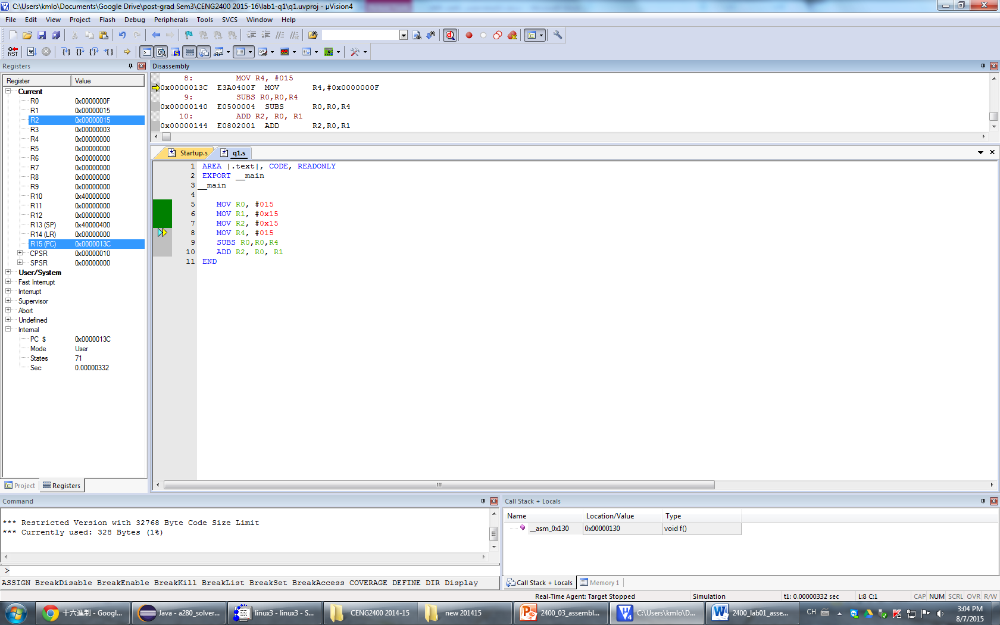 C:\Users\kmlo\Documents\Google Drive\post-grad Sem3\CENG2400 2015-16\lab1-q1\q1.uvproj - µVision4
File Edit View Project Flash Debug Peripherals Tools SVCS Window Help
RST
Registers
Register Value
Current
R0 0x0000000F
R1 0x00000015
R2 0x00000015
R3 0x00000003
R4 0x00000000
R5 0x00000000
R6 0x00000000
R7 0x00000000
R8 0x00000000
R9 0x00000000
R10 0x40000000
R11 0x00000000
R12 0x00000000
R13 (SP) 0x40000400
R14 (LR) 0x00000000
R15 (PC) 0x0000013C
CPSR 0x00000010
SPSR 0x00000000
User/System
Fast Interrupt
Interrupt
Supervisor
Abort
Undefined
Internal
PC $ 0x0000013C
Mode User
States 71
Sec 0.00000332
Project Registers
Disassembly
8: MOV R4, #015
0x0000013C E3A0400F MOV R4,#0x0000000F
9: SUBS R0,R0,R4
0x00000140 E0500004 SUBS R0,R0,R4
10: ADD R2, R0, R1
0x00000144 E0802001 ADD R2,R0,R1
Startup.s q1.s
1 AREA |.text|, CODE, READONLY
2 EXPORT __main
3 __main
4
5 MOV R0, #015
6 MOV R1, #0x15
7 MOV R2, #0x15
8 MOV R4, #015
9 SUBS R0,R0,R4
10 ADD R2, R0, R1
11 END
Command
*** Restricted Version with 32768 Byte Code Size Limit
*** Currently used: 328 Bytes (1%)
>
ASSIGN BreakDisable BreakEnable BreakKill BreakList BreakSet BreakAccess COVERAGE DEFINE DIR Display
Call Stack + Locals
Name Location/Value Type
__asm_0x130 0x00000130 void f()
Call Stack + Locals Memory 1
Real-Time Agent: Target Stopped Simulation t1: 0.00000332 sec L:8 C:1 CAP NUM SCRL OVR R/W
十六進制 - Googl... Java - a280_solver... linux3 - linux3 - S... CENG2400 2014-15 new 201415 2400_03_assembl... C:\Users\kmlo\D... 2400_lab01_asse... CH 3:04 PM
8/7/2015